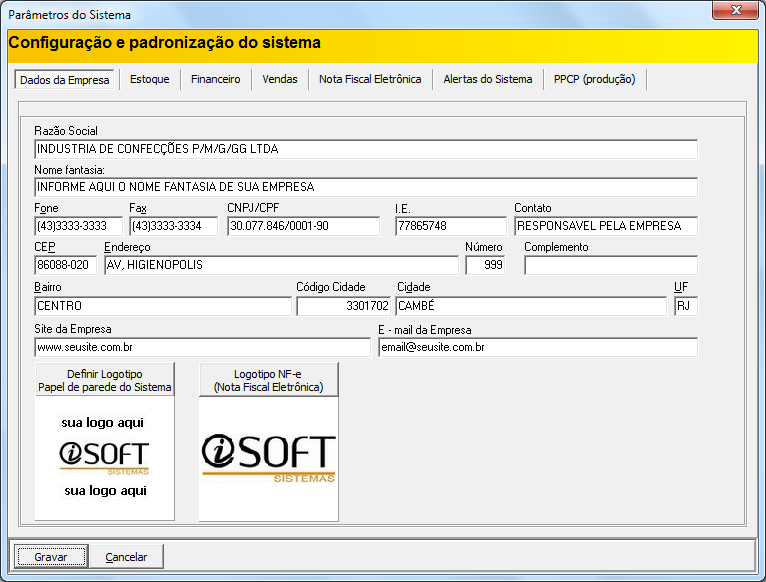 Parâmetros do Sistema
Configuração e padronização do sistema
Dados da Empresa Estoque Financeiro Vendas Nota Fiscal Eletrônica Alertas do Sistema PPCP (produção)
Razão Social
INDUSTRIA DE CONFECÇÕES P/M/G/GG LTDA
Nome fantasia:
INFORME AQUI O NOME FANTASIA DE SUA EMPRESA
Fone Fax CNPJ/CPF I.E. Contato
(43)3333-3333 (43)3333-3334 30.077.846/0001-90 77865748 RESPONSAVEL PELA EMPRESA
CEP Endereço Número Complemento
86088-020 AV, HIGIENOPOLIS 999
Bairro Código Cidade Cidade UF
CENTRO 3301702 CAMBÉ RJ
Site da Empresa E - mail da Empresa
www.seusite.com.br email@seusite.com.br
Definir Logotipo
Papel de parede do Sistema
Logotipo NF-e
(Nota Fiscal Eletrônica)
sua logo aqui
iSOFT
SISTEMAS
sua logo aqui
iSOFT
SISTEMAS
Gravar Cancelar